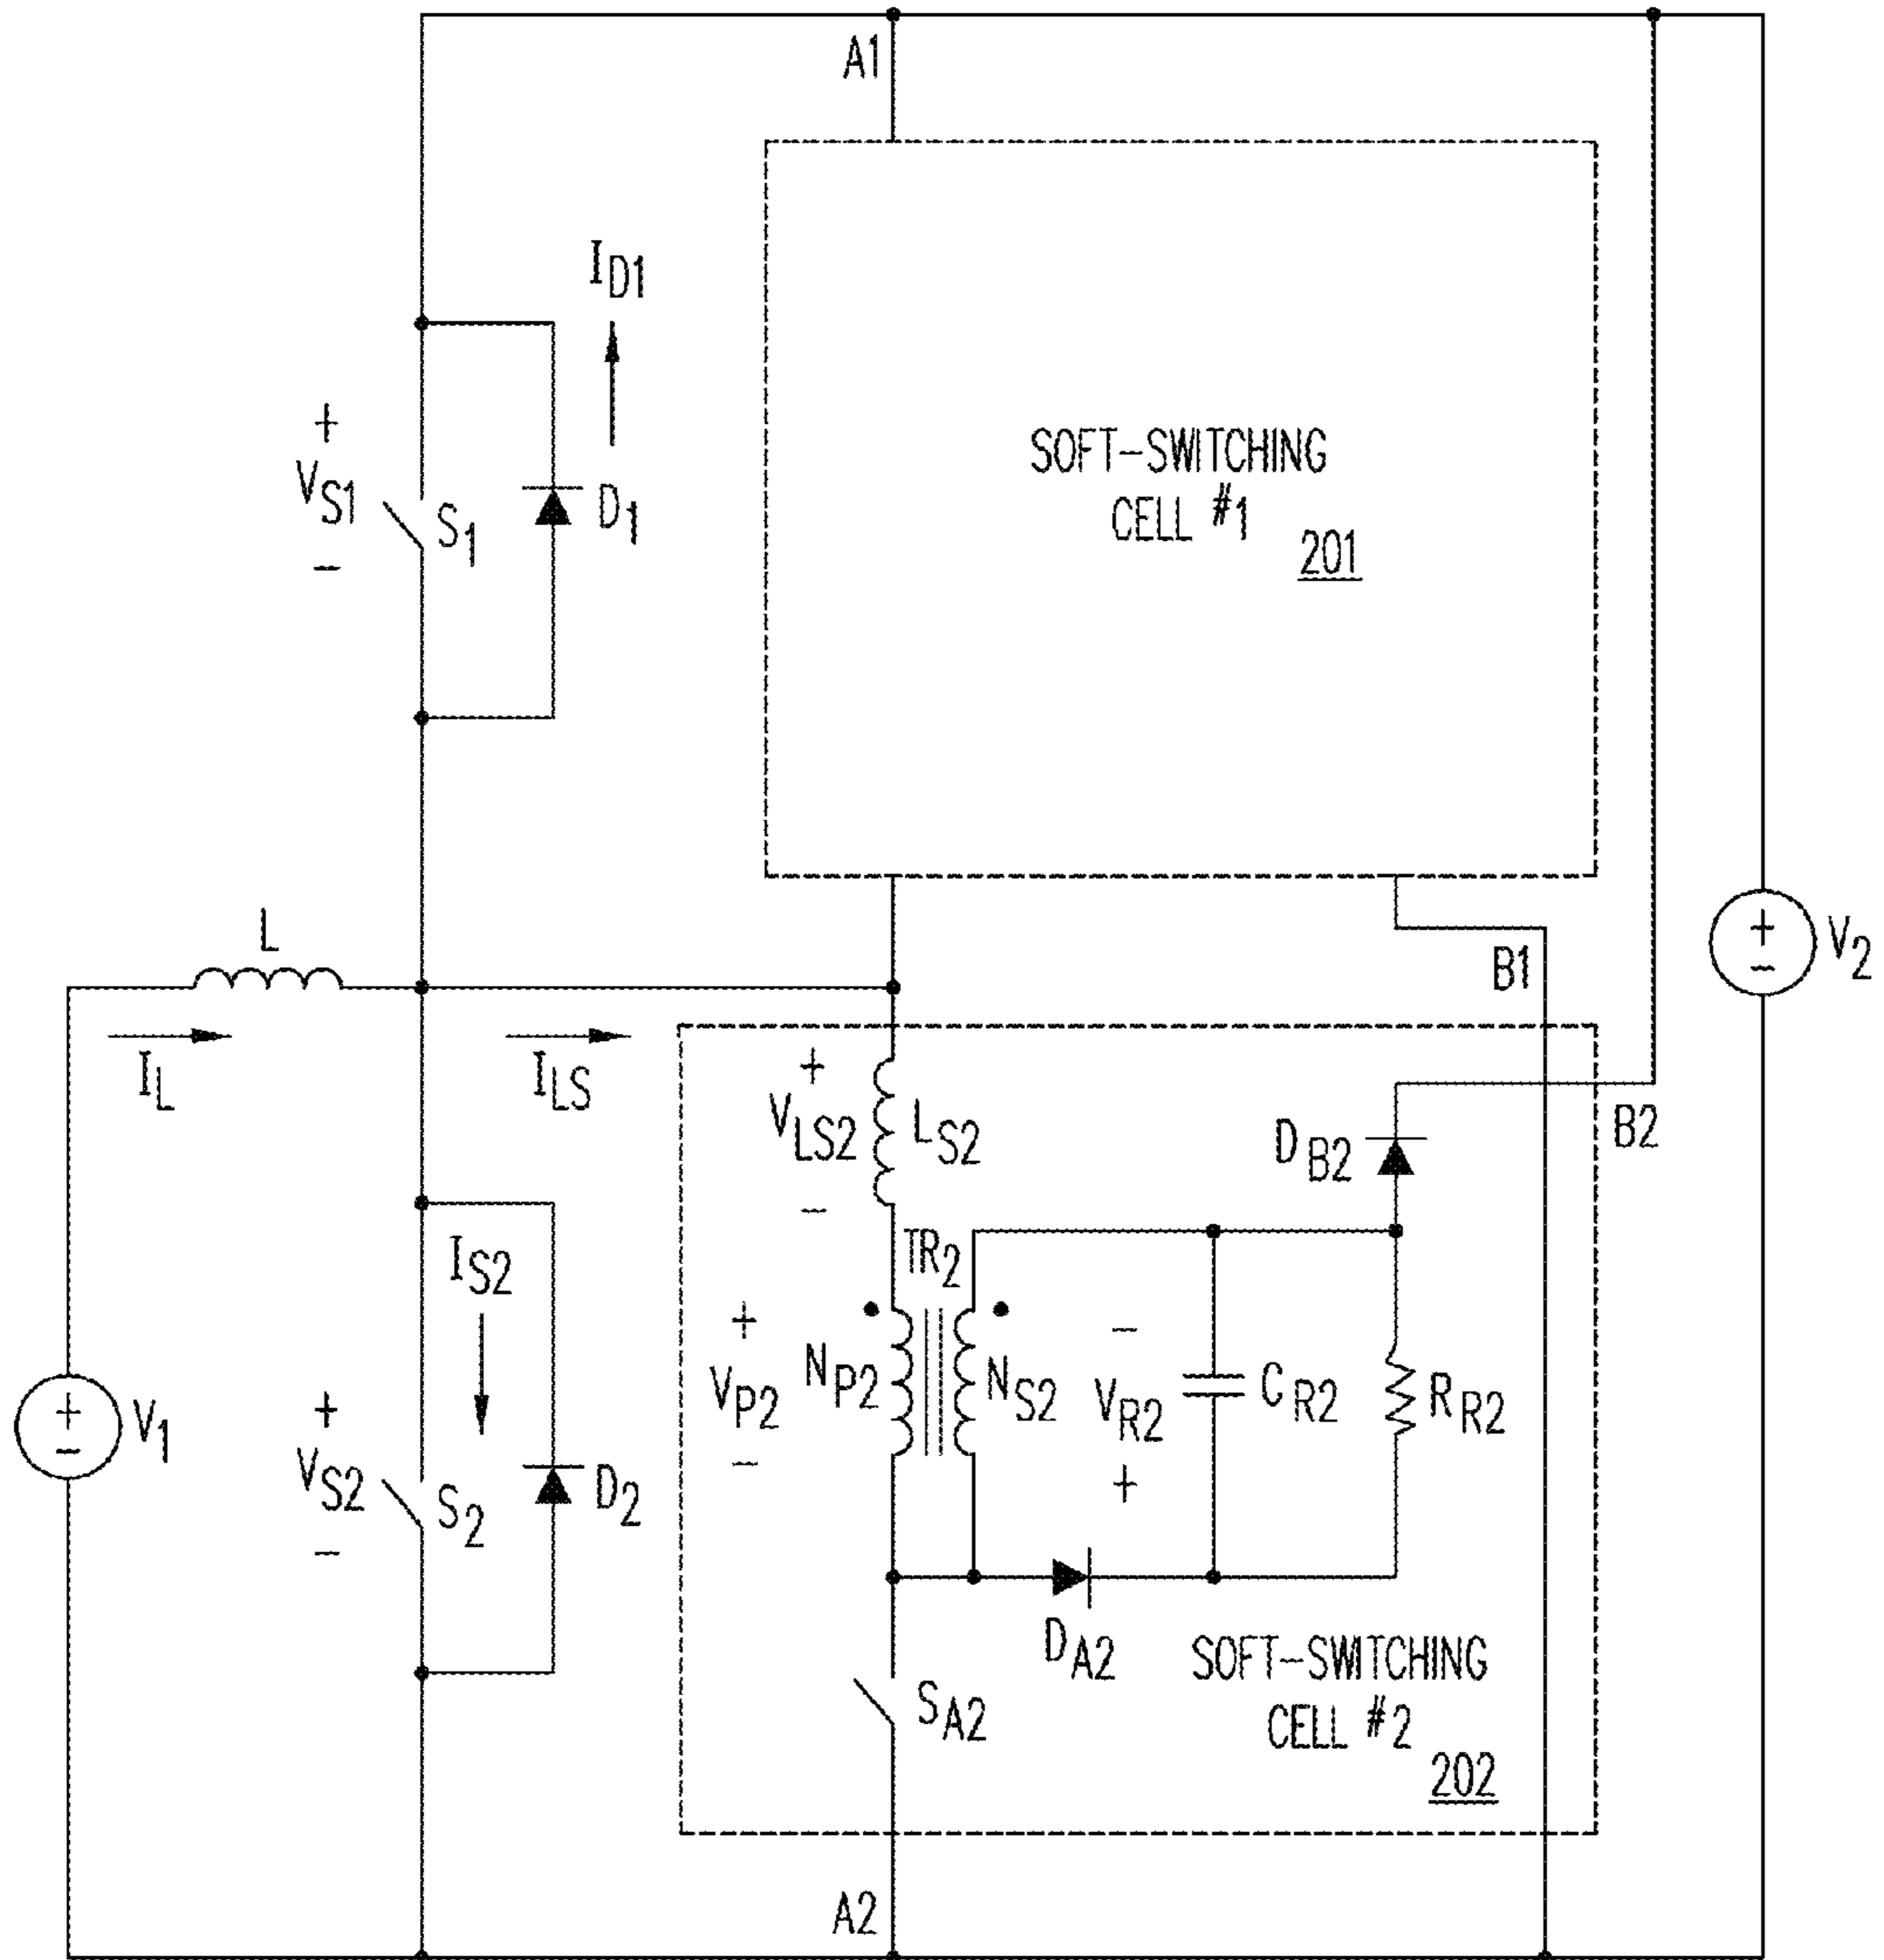 A1
I_D1
+
V_S1
−
S_1
D_1
SOFT-SWITCHING
CELL #1
201
L
I_L
I_LS
B1
+
−
V_2
+
V_LS2
−
L_S2
D_B2
B2
I_S2
TR_2
+
V_P2
−
N_P2
N_S2
−
V_R2
+
C_R2
R_R2
+
−
V_1
+
V_S2
−
S_2
D_2
D_A2
S_A2
SOFT-SWITCHING
CELL #2
202
A2